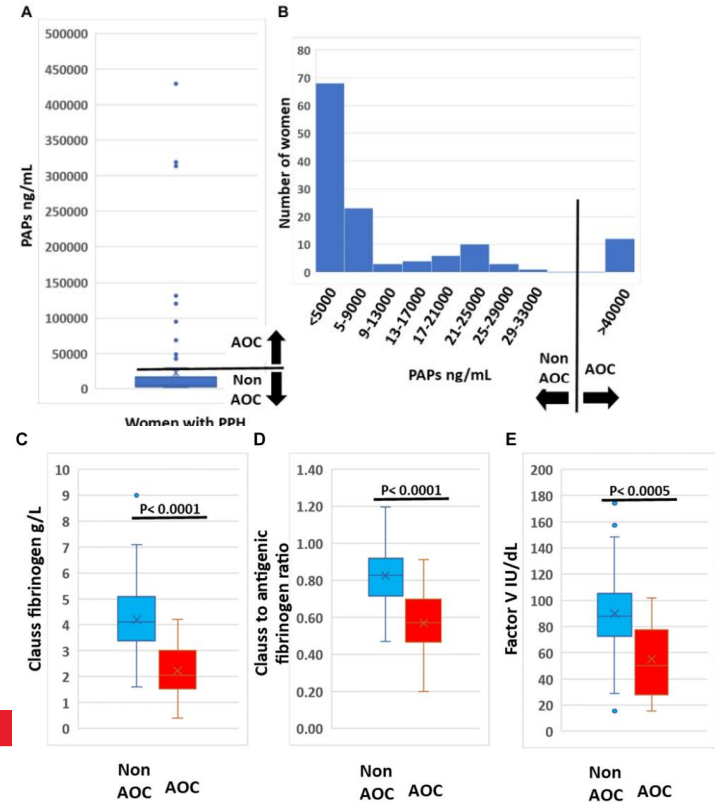 A
PAPs ng/mL
500000
450000
400000
350000
300000
250000
200000
150000
100000
50000
0
AOC
Non
AOC
Women with PPH
B
Number of women
80
70
60
50
40
30
20
10
0
<5000
5-9000
9-13000
13-17000
17-21000
21-25000
25-29000
29-33000
>40000
PAPs ng/mL
Non
AOC
AOC
C
Clauss fibrinogen g/L
10
9
8
7
6
5
4
3
2
1
0
P< 0.0001
Non
AOC
AOC
D
Clauss to antigenic
fibrinogen ratio
1.40
1.20
1.00
0.80
0.60
0.40
0.20
0.00
P< 0.0001
Non
AOC
AOC
E
Factor V IU/dL
200
180
160
140
120
100
80
60
40
20
0
P< 0.0005
Non
AOC
AOC